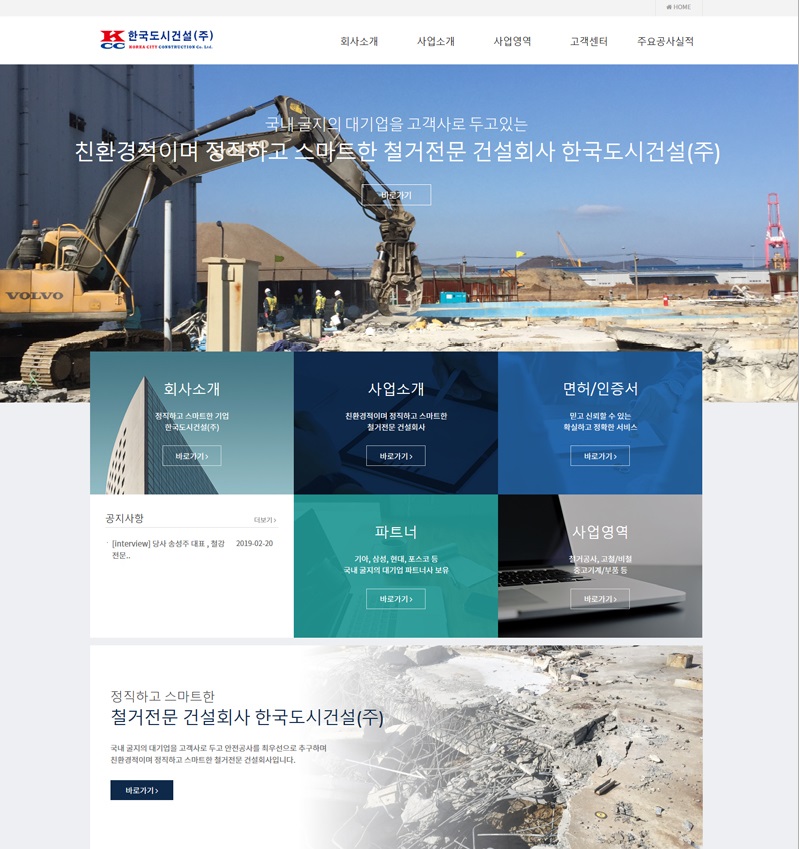 HOME
한국도시건설(주)
KOREA CITY CONSTRUCTION Co. Ltd.
KCC
회사소개 사업소개 사업영역 고객센터 주요공사실적
국내 굴지의 대기업을 고객사로 두고있는
친환경적이며 정직하고 스마트한 철거전문 건설회사 한국도시건설(주)
바로가기
VOLVO
회사소개
정직하고 스마트한 기업
한국도시건설(주)
바로가기 >
사업소개
친환경적이며 정직하고 스마트한
철거전문 건설회사
바로가기 >
면허/인증서
믿고 신뢰할 수 있는
확실하고 정확한 서비스
바로가기 >
공지사항 더보기 >
· [interview] 당사 송성주 대표 , 철강 2019-02-20
전문..
파트너
기아, 삼성, 현대, 포스코 등
국내 굴지의 대기업 파트너사 보유
바로가기 >
사업영역
철거공사, 고철/비철
중고기계/부품 등
바로가기 >
정직하고 스마트한
철거전문 건설회사 한국도시건설(주)
국내 굴지의 대기업을 고객사로 두고 안전공사를 최우선으로 추구하며
친환경적이며 정직하고 스마트한 철거전문 건설회사입니다.
바로가기 >